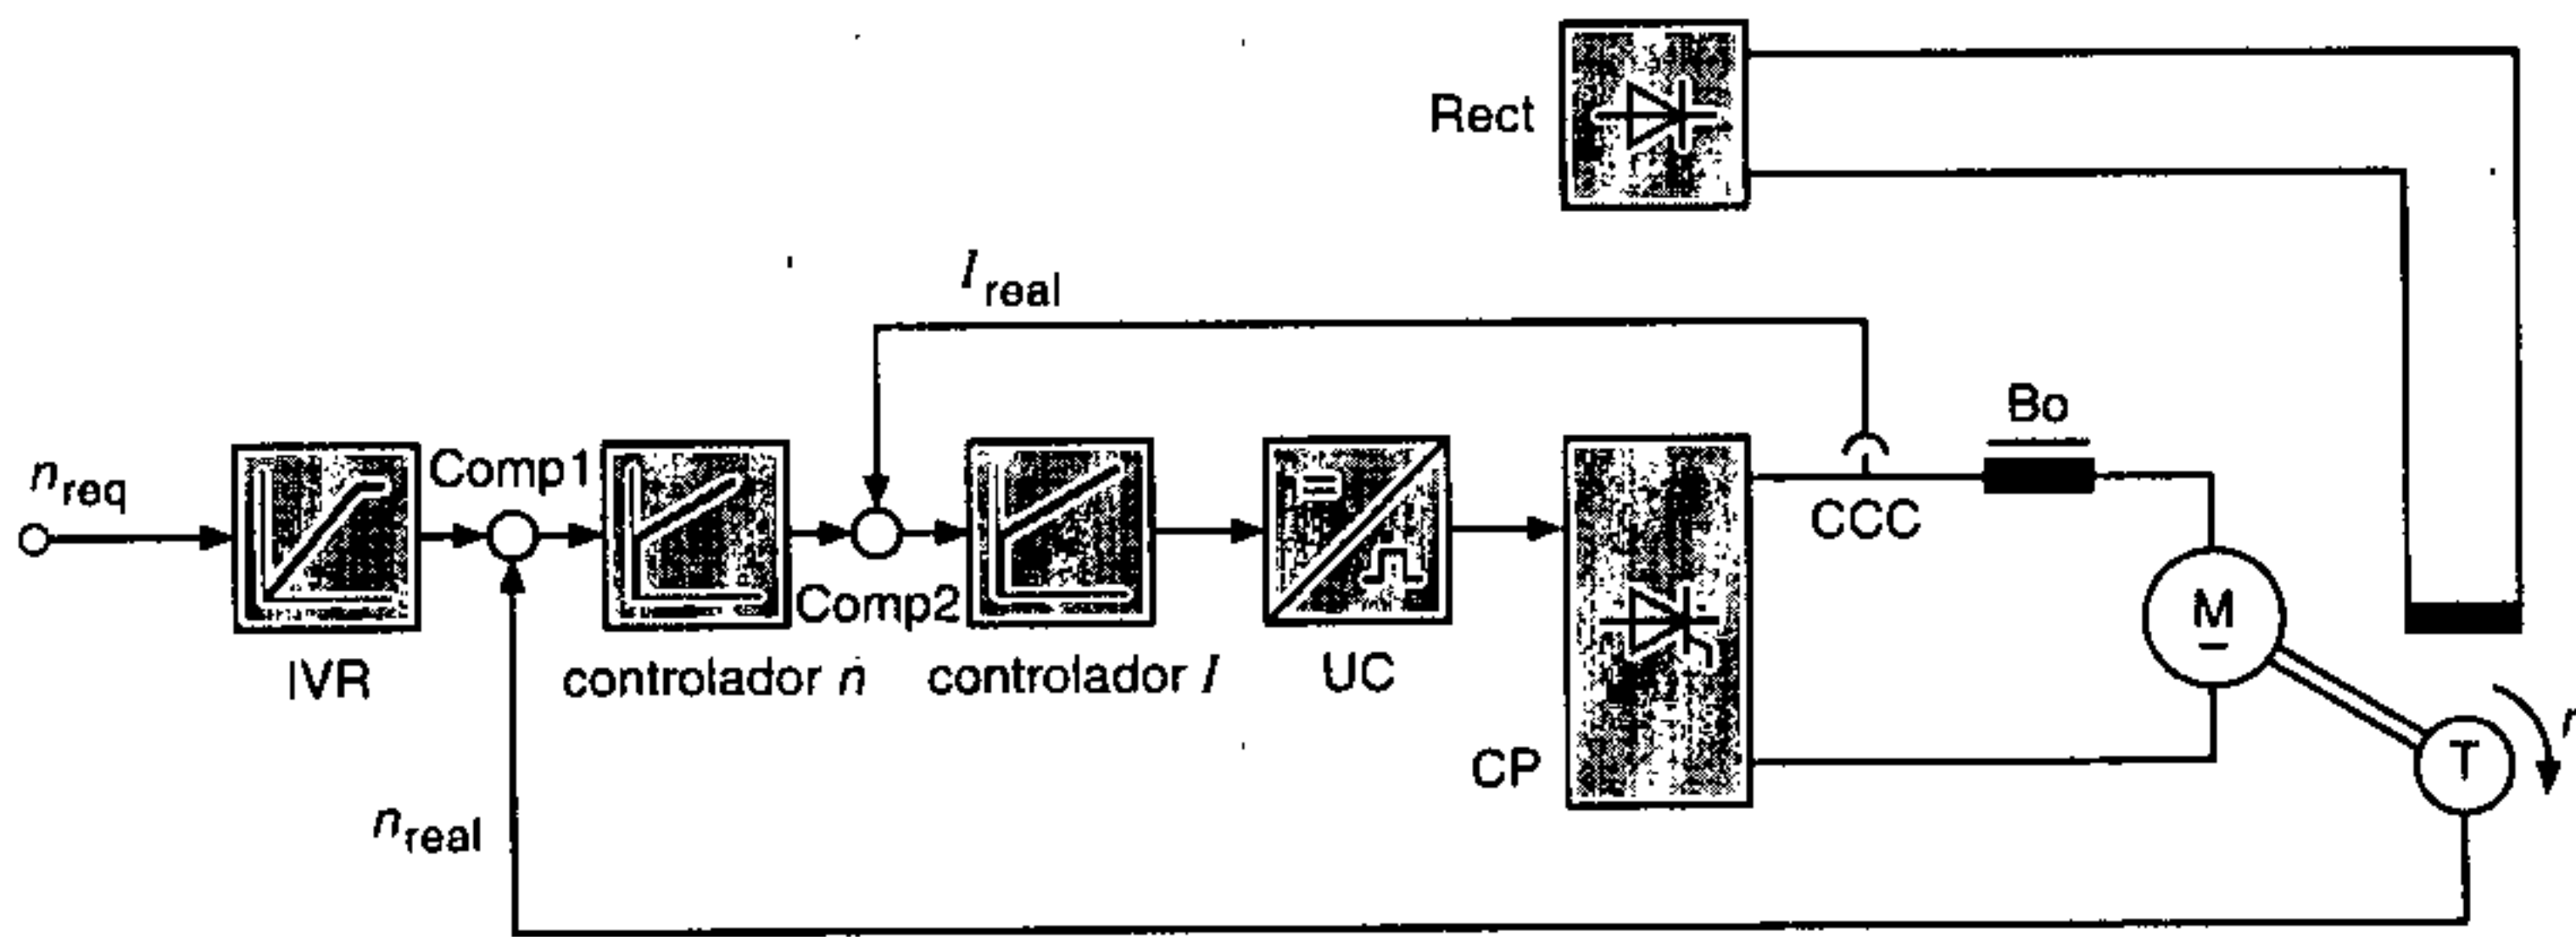 Rect
I real
Bo
n req
Comp1
CCC
Comp2
M
IVR
controlador n
controlador I
UC
CP
T
n
n real